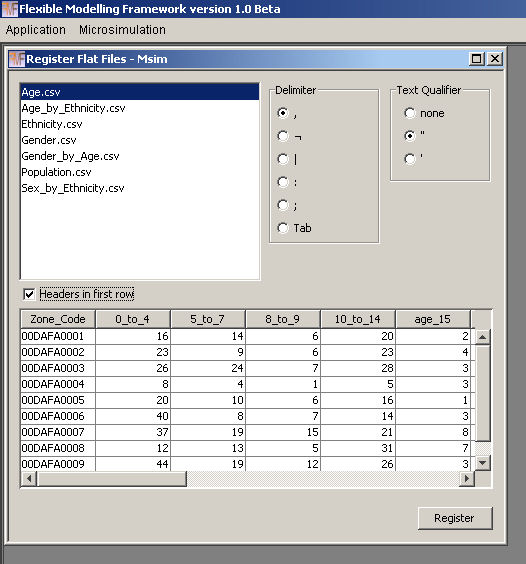 Flexible Modelling Framework version 1.0 Beta
Application Microsimulation
Register Flat Files - Msim
Age.csv
Age_by_Ethnicity.csv
Ethnicity.csv
Gender.csv
Gender_by_Age.csv
Population.csv
Sex_by_Ethnicity.csv
Delimiter
,
¬
|
:
;
Tab
Text Qualifier
none
"
'
Headers in first row
Zone_Code 0_to_4 5_to_7 8_to_9 10_to_14 age_15
00DAFA0001 16 14 6 20 2
00DAFA0002 23 9 6 23 4
00DAFA0003 26 24 7 28 3
00DAFA0004 8 4 1 5 3
00DAFA0005 20 10 6 16 1
00DAFA0006 40 8 7 14 3
00DAFA0007 37 19 15 21 8
00DAFA0008 12 13 5 31 7
00DAFA0009 44 19 12 26 3
Register